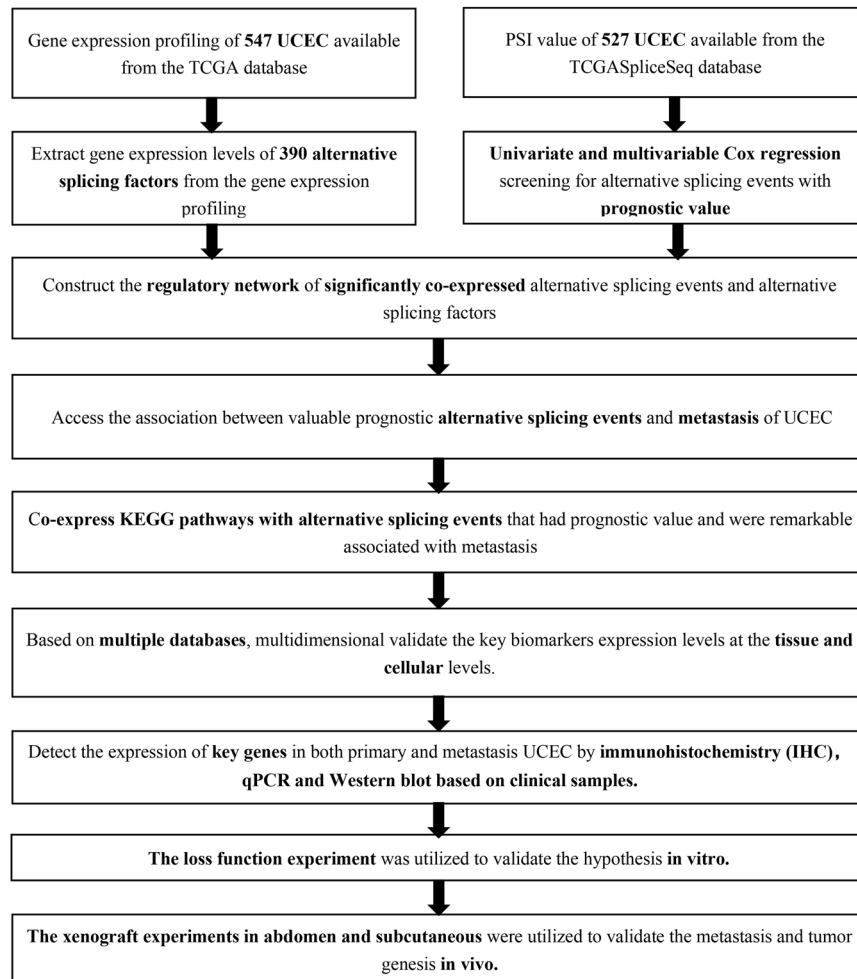 Gene expression profiling of 547 UCEC available
from the TCGA database
PSI value of 527 UCEC available from the
TCGASpliceSeq database
Extract gene expression levels of 390 alternative
splicing factors from the gene expression
profiling
Univariate and multivariable Cox regression
screening for alternative splicing events with
prognostic value
Construct the regulatory network of significantly co-expressed alternative splicing events and alternative
splicing factors
Access the association between valuable prognostic alternative splicing events and metastasis of UCEC
Co-express KEGG pathways with alternative splicing events that had prognostic value and were remarkable
associated with metastasis
Based on multiple databases, multidimensional validate the key biomarkers expression levels at the tissue and
cellular levels.
Detect the expression of key genes in both primary and metastasis UCEC by immunohistochemistry (IHC),
qPCR and Western blot based on clinical samples.
The loss function experiment was utilized to validate the hypothesis in vitro.
The xenograft experiments in abdomen and subcutaneous were utilized to validate the metastasis and tumor
genesis in vivo.